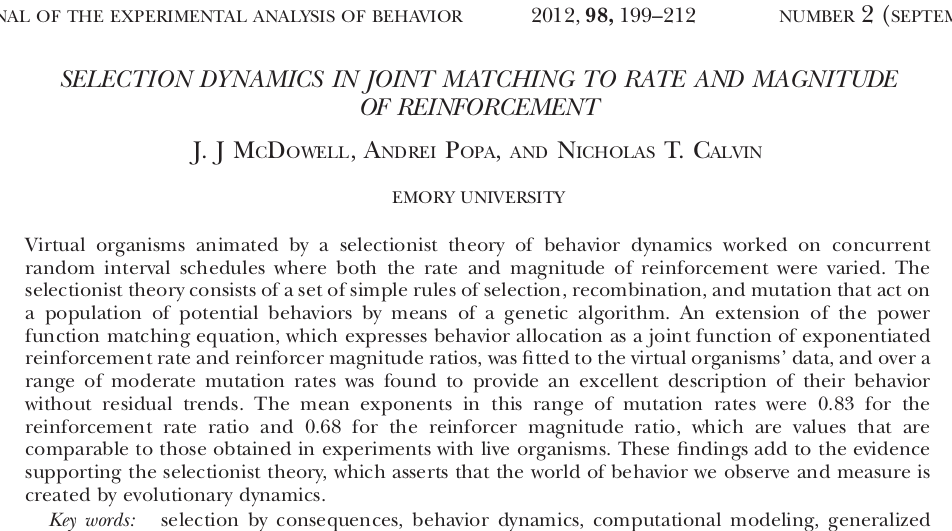 NAL OF THE EXPERIMENTAL ANALYSIS OF BEHAVIOR 2012, 98, 199–212 NUMBER 2 (SEPTEM
SELECTION DYNAMICS IN JOINT MATCHING TO RATE AND MAGNITUDE
OF REINFORCEMENT
J. J MCDOWELL, ANDREI POPA, AND NICHOLAS T. CALVIN
EMORY UNIVERSITY
Virtual organisms animated by a selectionist theory of behavior dynamics worked on concurrent
random interval schedules where both the rate and magnitude of reinforcement were varied. The
selectionist theory consists of a set of simple rules of selection, recombination, and mutation that act on
a population of potential behaviors by means of a genetic algorithm. An extension of the power
function matching equation, which expresses behavior allocation as a joint function of exponentiated
reinforcement rate and reinforcer magnitude ratios, was fitted to the virtual organisms' data, and over a
range of moderate mutation rates was found to provide an excellent description of their behavior
without residual trends. The mean exponents in this range of mutation rates were 0.83 for the
reinforcement rate ratio and 0.68 for the reinforcer magnitude ratio, which are values that are
comparable to those obtained in experiments with live organisms. These findings add to the evidence
supporting the selectionist theory, which asserts that the world of behavior we observe and measure is
created by evolutionary dynamics.
Key words: selection by consequences, behavior dynamics, computational modeling, generalized